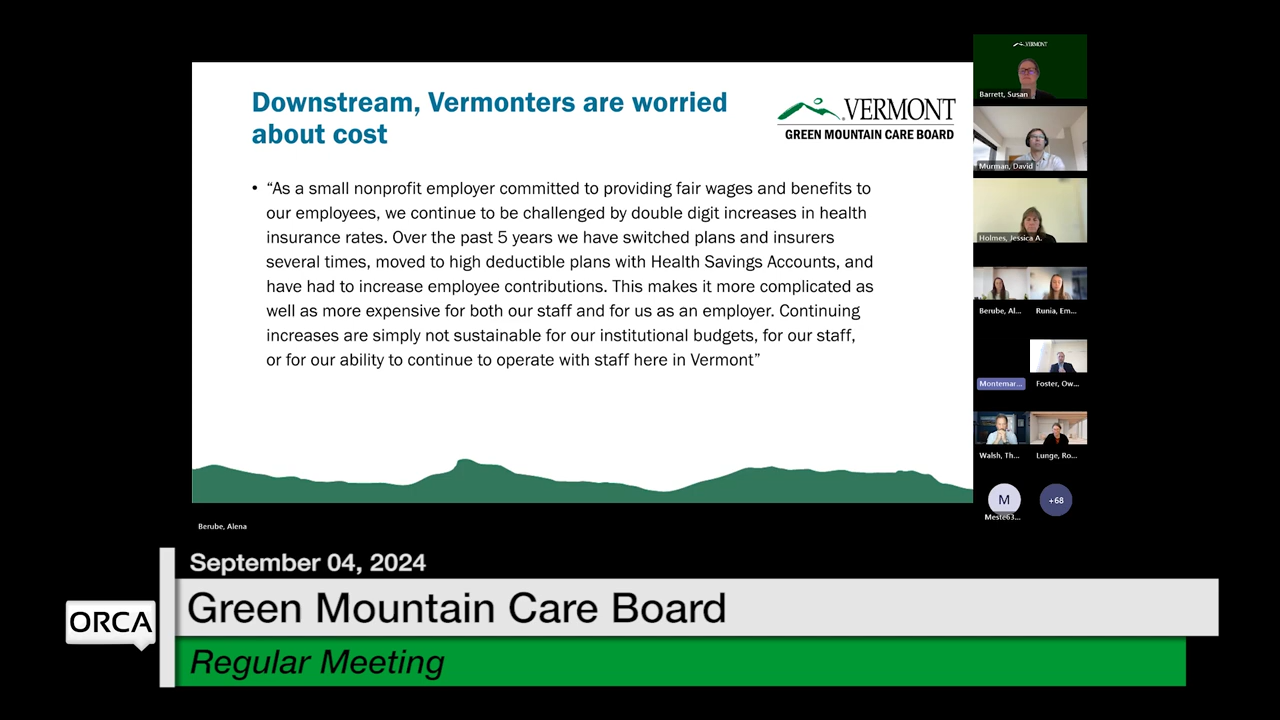 Downstream, Vermonters are worried
about cost
VERMONT
GREEN MOUNTAIN CARE BOARD
• “As a small nonprofit employer committed to providing fair wages and benefits to
our employees, we continue to be challenged by double digit increases in health
insurance rates. Over the past 5 years we have switched plans and insurers
several times, moved to high deductible plans with Health Savings Accounts, and
have had to increase employee contributions. This makes it more complicated as
well as more expensive for both our staff and for us as an employer. Continuing
increases are simply not sustainable for our institutional budgets, for our staff,
or for our ability to continue to operate with staff here in Vermont”
VERMONT
Barrett, Susan
Murman, David
Holmes, Jessica A.
Berube, Al...
Runia, Em...
Montemar...
Foster, Ow...
Walsh, Th...
Lunge, Ro...
M
+68
Meste63...
Berube, Alena
September 04, 2024
ORCA
Green Mountain Care Board
Regular Meeting